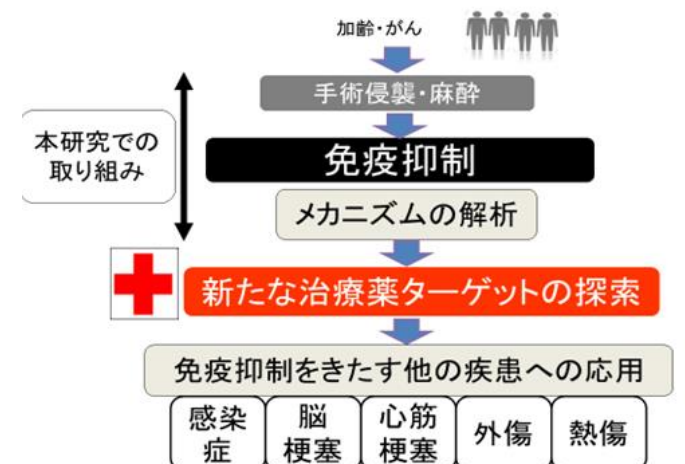 加齢・がん
手術侵襲・麻酔
本研究での
取り組み
免疫抑制
メカニズムの解析
新たな治療薬ターゲットの探索
免疫抑制をきたす他の疾患への応用
感染
症
脳
梗塞
心筋
梗塞
外傷
熱傷